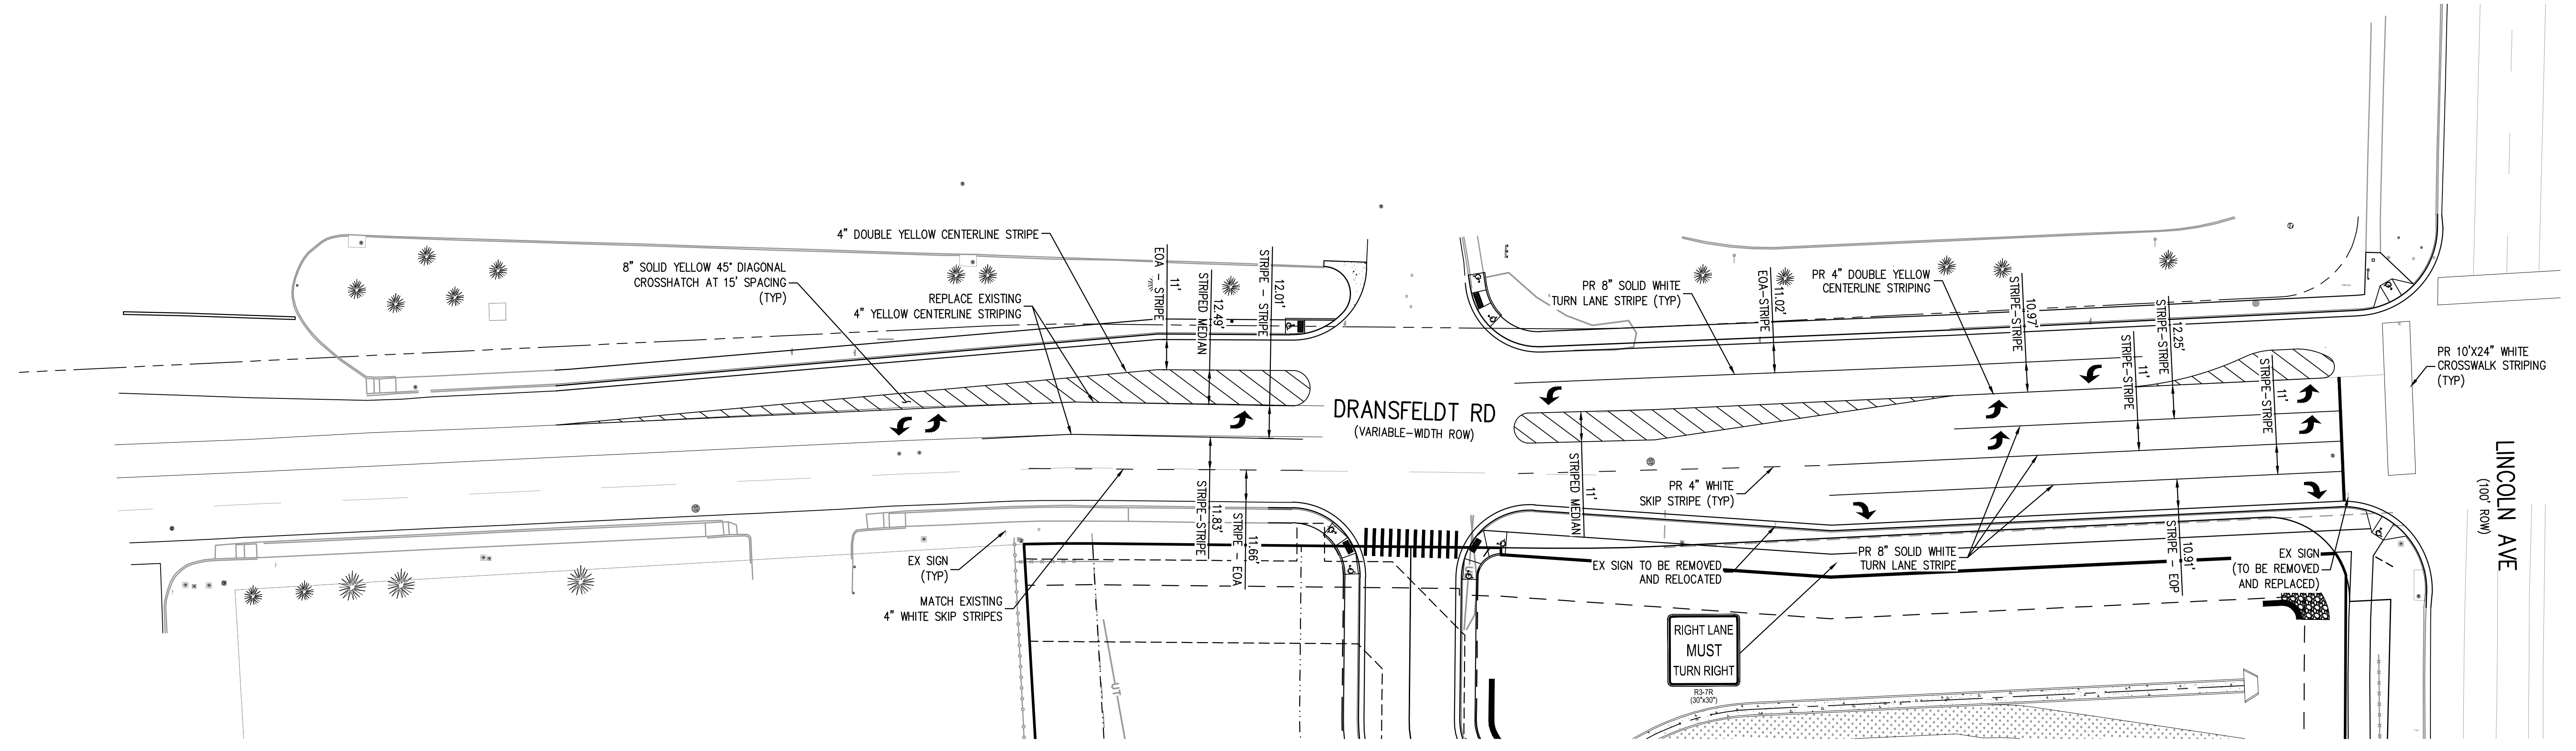 4" DOUBLE YELLOW CENTERLINE STRIPE
8" SOLID YELLOW 45° DIAGONAL
CROSSHATCH AT 15' SPACING
(TYP)
REPLACE EXISTING
4" YELLOW CENTERLINE STRIPING
EOA - STRIPE
11'
STRIPED MEDIAN
12.49'
STRIPE - STRIPE
12.01'
PR 8" SOLID WHITE
TURN LANE STRIPE (TYP)
EOA-STRIPE
11.02'
PR 4" DOUBLE YELLOW
CENTERLINE STRIPING
STRIPE-STRIPE
10.97'
STRIPE-STRIPE
11'
STRIPE-STRIPE
12.25'
STRIPE-STRIPE
11'
PR 10'X24" WHITE
CROSSWALK STRIPING
(TYP)
DRANSFELDT RD
(VARIABLE-WIDTH ROW)
LINCOLN AVE
(100' ROW)
STRIPED MEDIAN
11'
PR 4" WHITE
SKIP STRIPE (TYP)
STRIPE-STRIPE
11.83'
STRIPE - EOA
11.66'
EX SIGN
(TYP)
MATCH EXISTING
4" WHITE SKIP STRIPES
EX SIGN TO BE REMOVED
AND RELOCATED
PR 8" SOLID WHITE
TURN LANE STRIPE
STRIPE - EOP
10.91'
EX SIGN
(TO BE REMOVED
AND REPLACED)
RIGHT LANE
MUST
TURN RIGHT
R3-7R
(30"x30")
UT